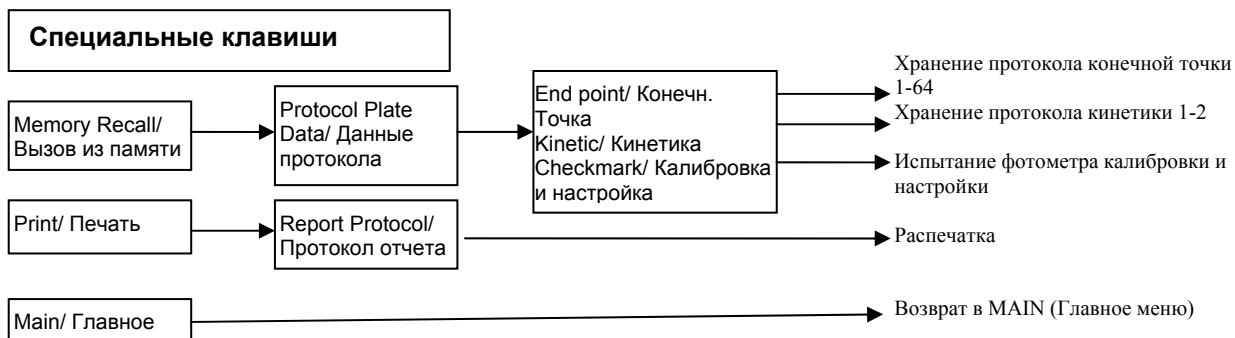 Специальные клавиши
Memory Recall/
Вызов из памяти
Protocol Plate
Data/ Данные
протокола
End point/ Конечн.
Точка
Kinetic/ Кинетика
Checkmark/ Калибровка
и настройка
Хранение протокола конечной точки
1-64
Хранение протокола кинетики 1-2
Испытание фотометра калибровки и
настройки
Print/ Печать
Report Protocol/
Протокол отчета
Распечатка
Main/ Главное
Возврат в MAIN (Главное меню)